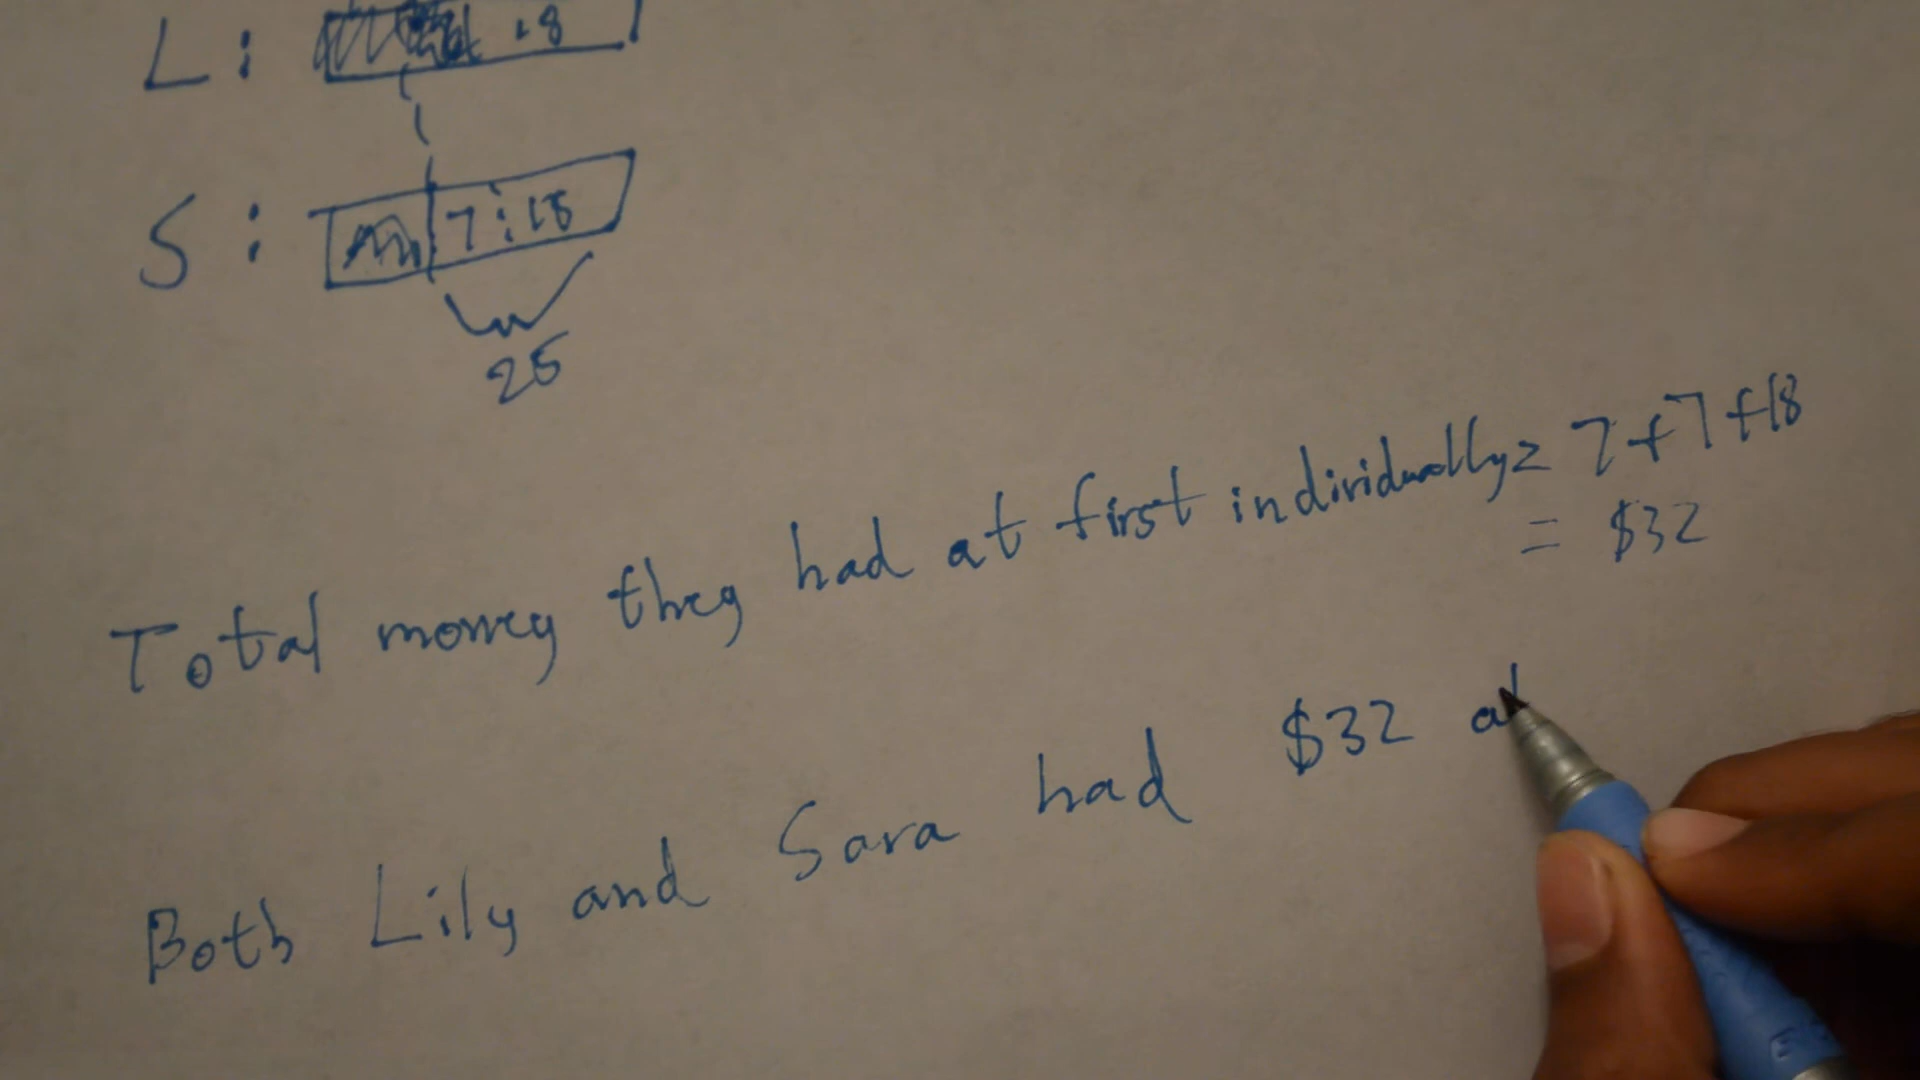 L: 18
S: 7:18
25
Total money they had at first individually= 7+7+18
= $32
Both Lily and Sara had $32 at